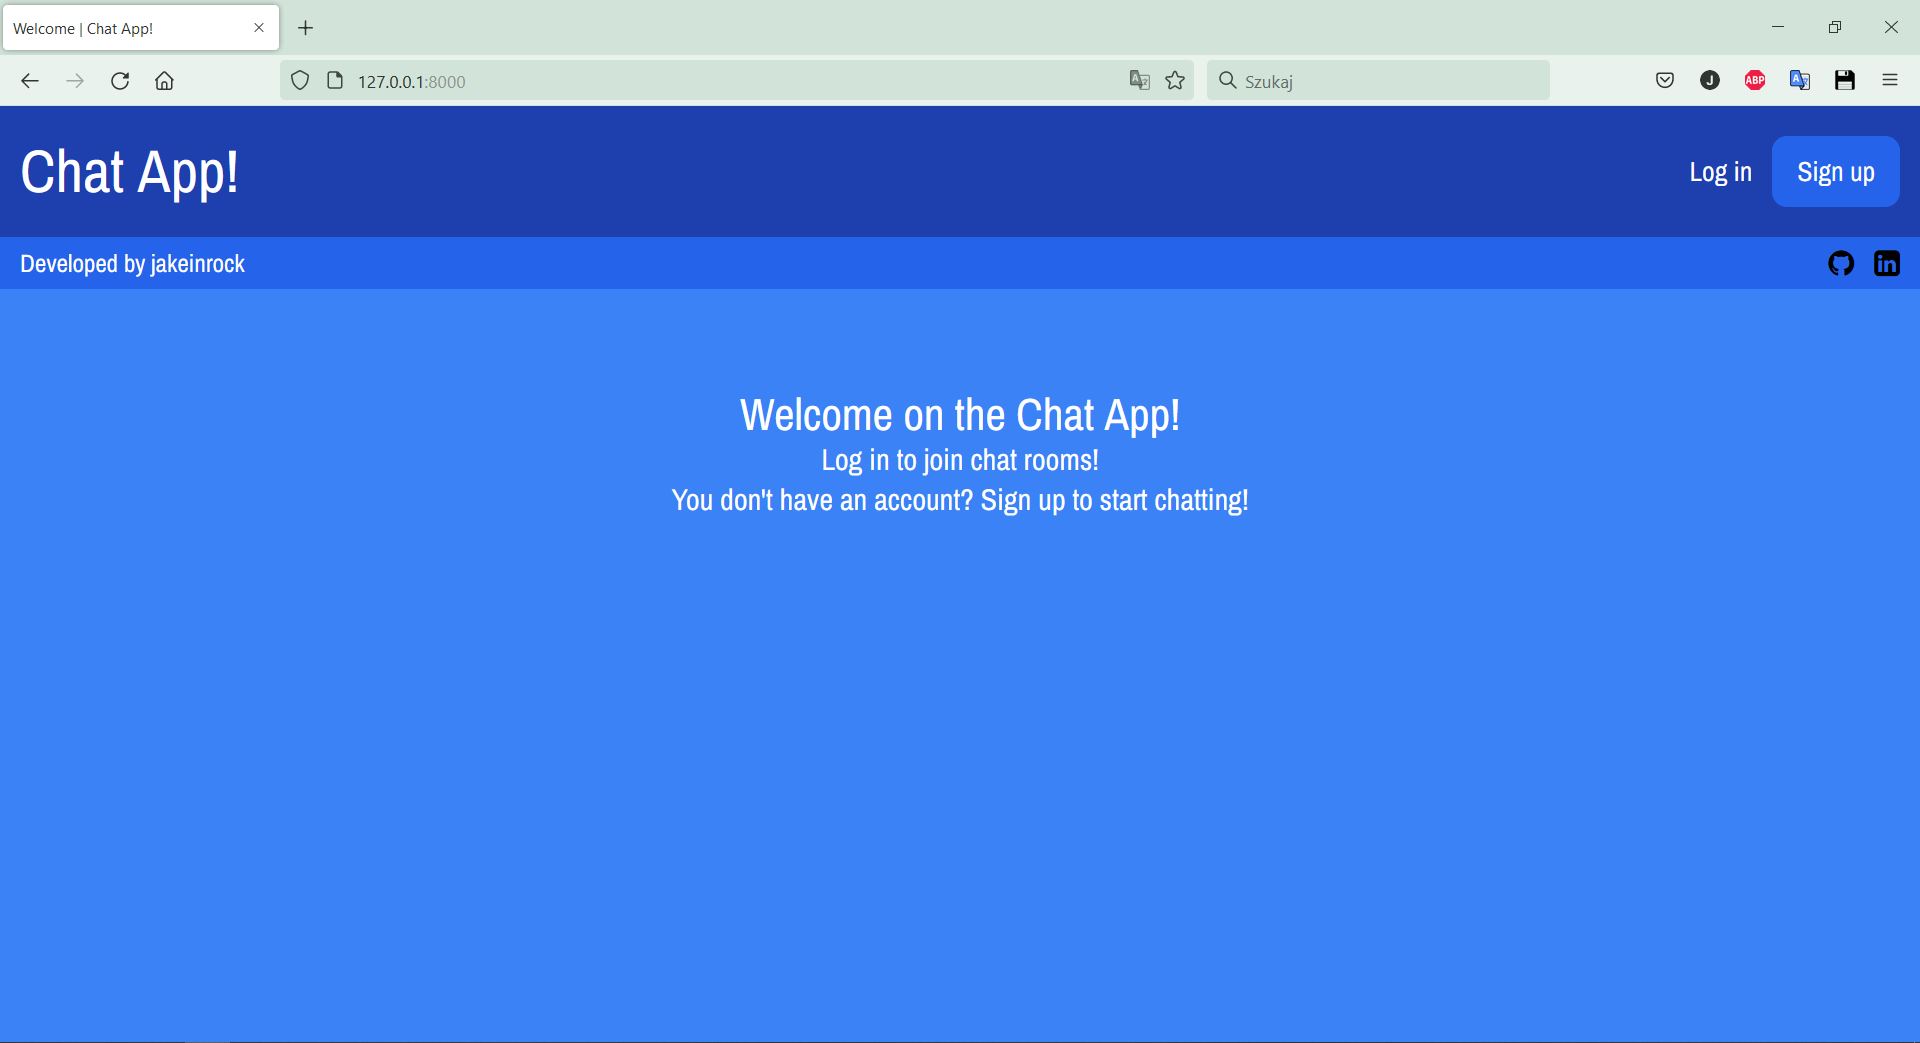 Welcome | Chat App!
127.0.0.1:8000
Szukaj
J
ABP
Chat App!
Log in
Sign up
Developed by jakeinrock
in
Welcome on the Chat App!
Log in to join chat rooms!
You don't have an account? Sign up to start chatting!